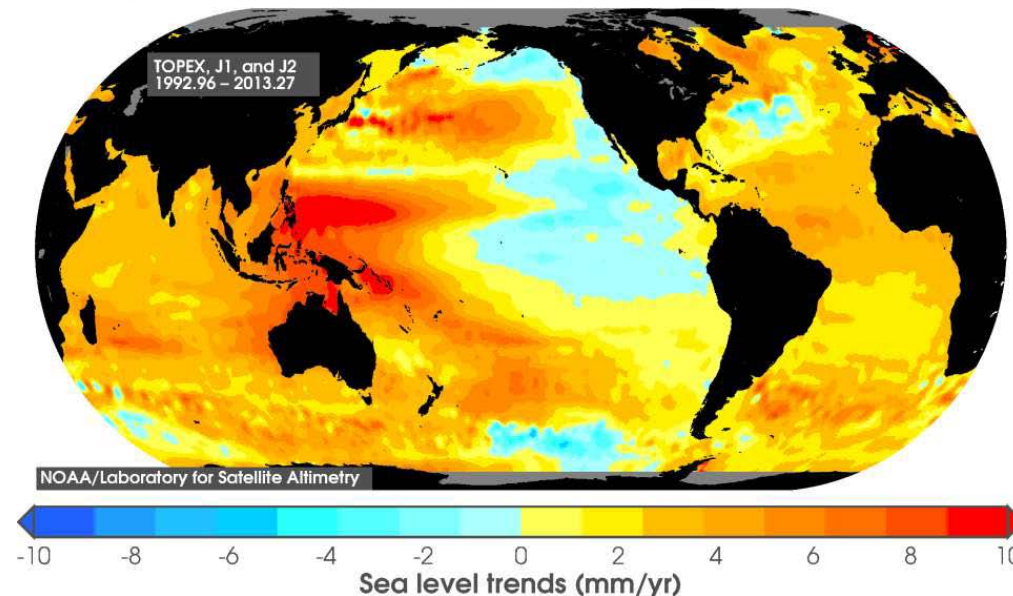 TOPEX, J1, and J2
1992.96 – 2013.27
NOAA/Laboratory for Satellite Altimetry
-10 -8 -6 -4 -2 0 2 4 6 8 10
Sea level trends (mm/yr)